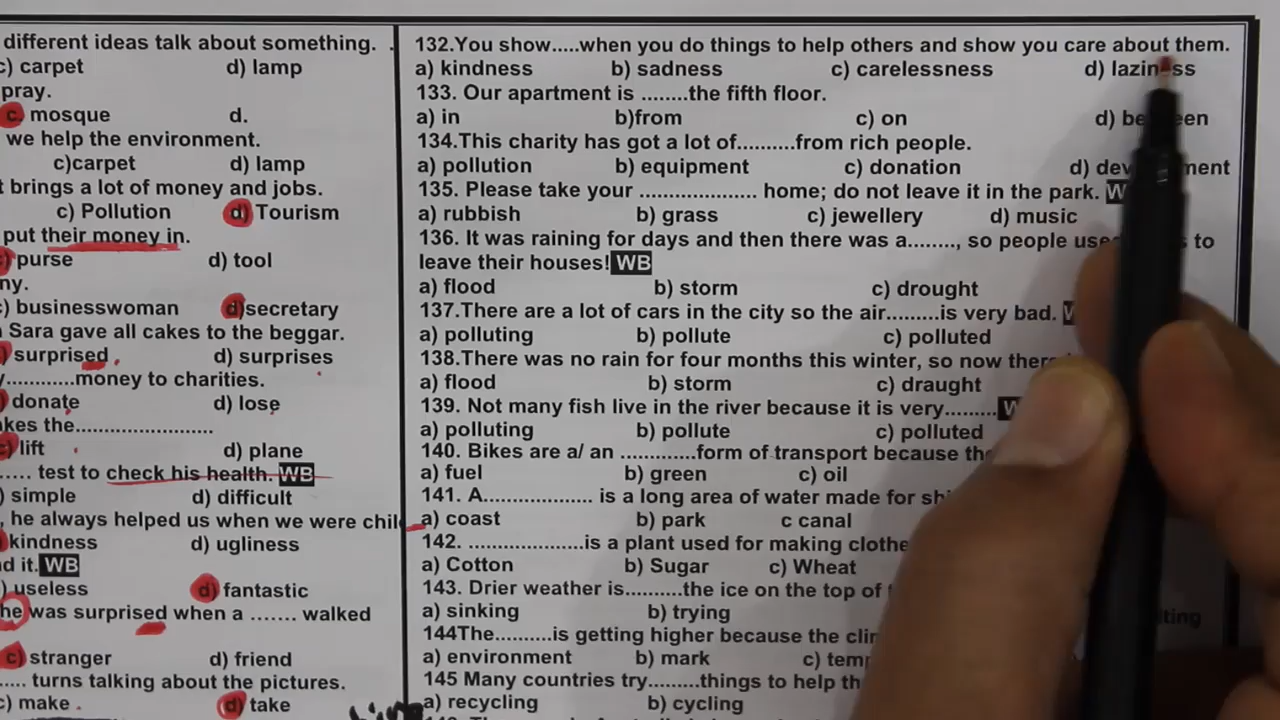 different ideas talk about something. .
c) carpet d) lamp
pray.
c. mosque d.
we help the environment.
c)carpet d) lamp
t brings a lot of money and jobs.
c) Pollution d) Tourism
put their money in.
purse d) tool
ny.
c) businesswoman d)secretary
Sara gave all cakes to the beggar.
surprised . d) surprises
y............money to charities.
donate d) lose
akes the.......................
lift d) plane
..... test to check his health. WB
) simple d) difficult
, he always helped us when we were chil
kindness d) ugliness
d it. WB
) useless d) fantastic
he was surprised when a ....... walked
c) stranger d) friend
..... turns talking about the pictures.
c) make . d) take
132.You show.....when you do things to help others and show you care about them.
a) kindness b) sadness c) carelessness d) laziness
133. Our apartment is ........the fifth floor.
a) in b)from c) on d) between
134.This charity has got a lot of..........from rich people.
a) pollution b) equipment c) donation d) dev ment
135. Please take your .................... home; do not leave it in the park. W
a) rubbish b) grass c) jewellery d) music
136. It was raining for days and then there was a........, so people use to
leave their houses! WB
a) flood b) storm c) drought
137.There are a lot of cars in the city so the air.........is very bad.
a) polluting b) pollute c) polluted
138.There was no rain for four months this winter, so now ther
a) flood b) storm c) draught
139. Not many fish live in the river because it is very......... W
a) polluting b) pollute c) polluted
140. Bikes are a/ an .............form of transport because the
a) fuel b) green c) oil
141. A................... is a long area of water made for shi
a) coast b) park c canal
142. ....................is a plant used for making clothe
a) Cotton b) Sugar c) Wheat
143. Drier weather is..........the ice on the top of
a) sinking b) trying lting
144The..........is getting higher because the clim
a) environment b) mark c) tem
145 Many countries try.........things to help th
a) recycling b) cycling